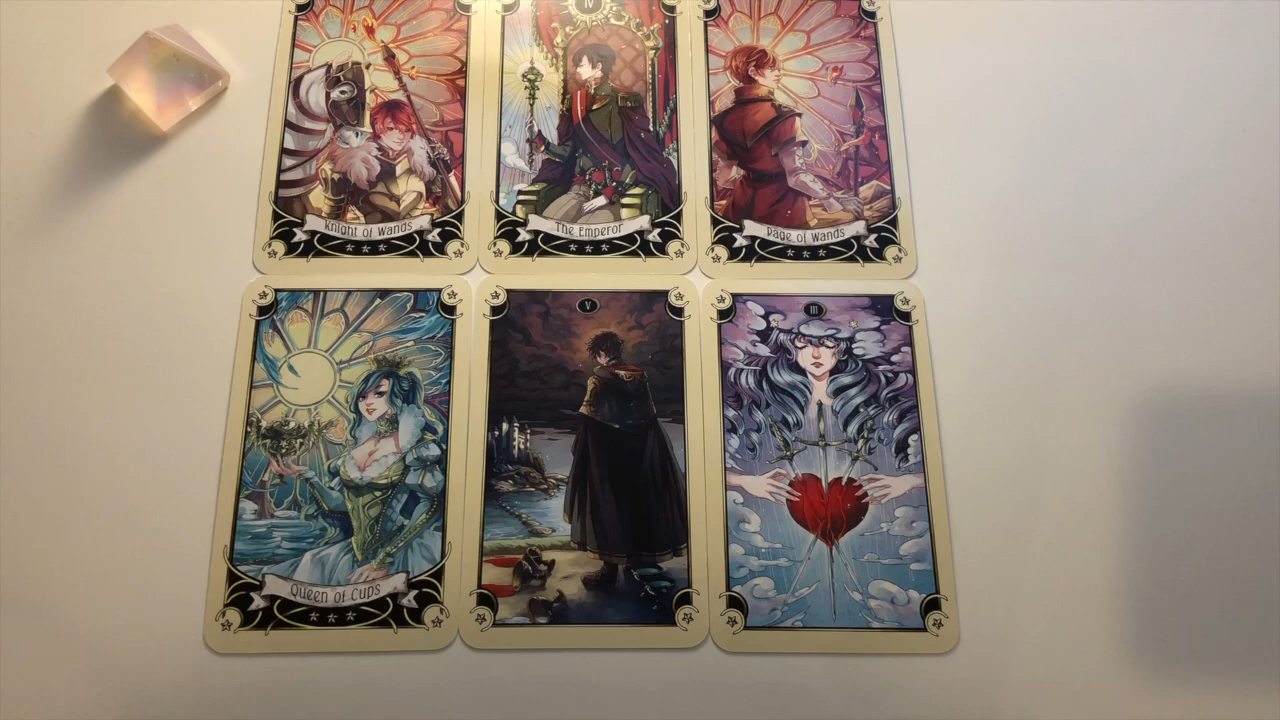 IV
Knight of Wands
The Emperor
Page of Wands
V
III
Queen of Cups